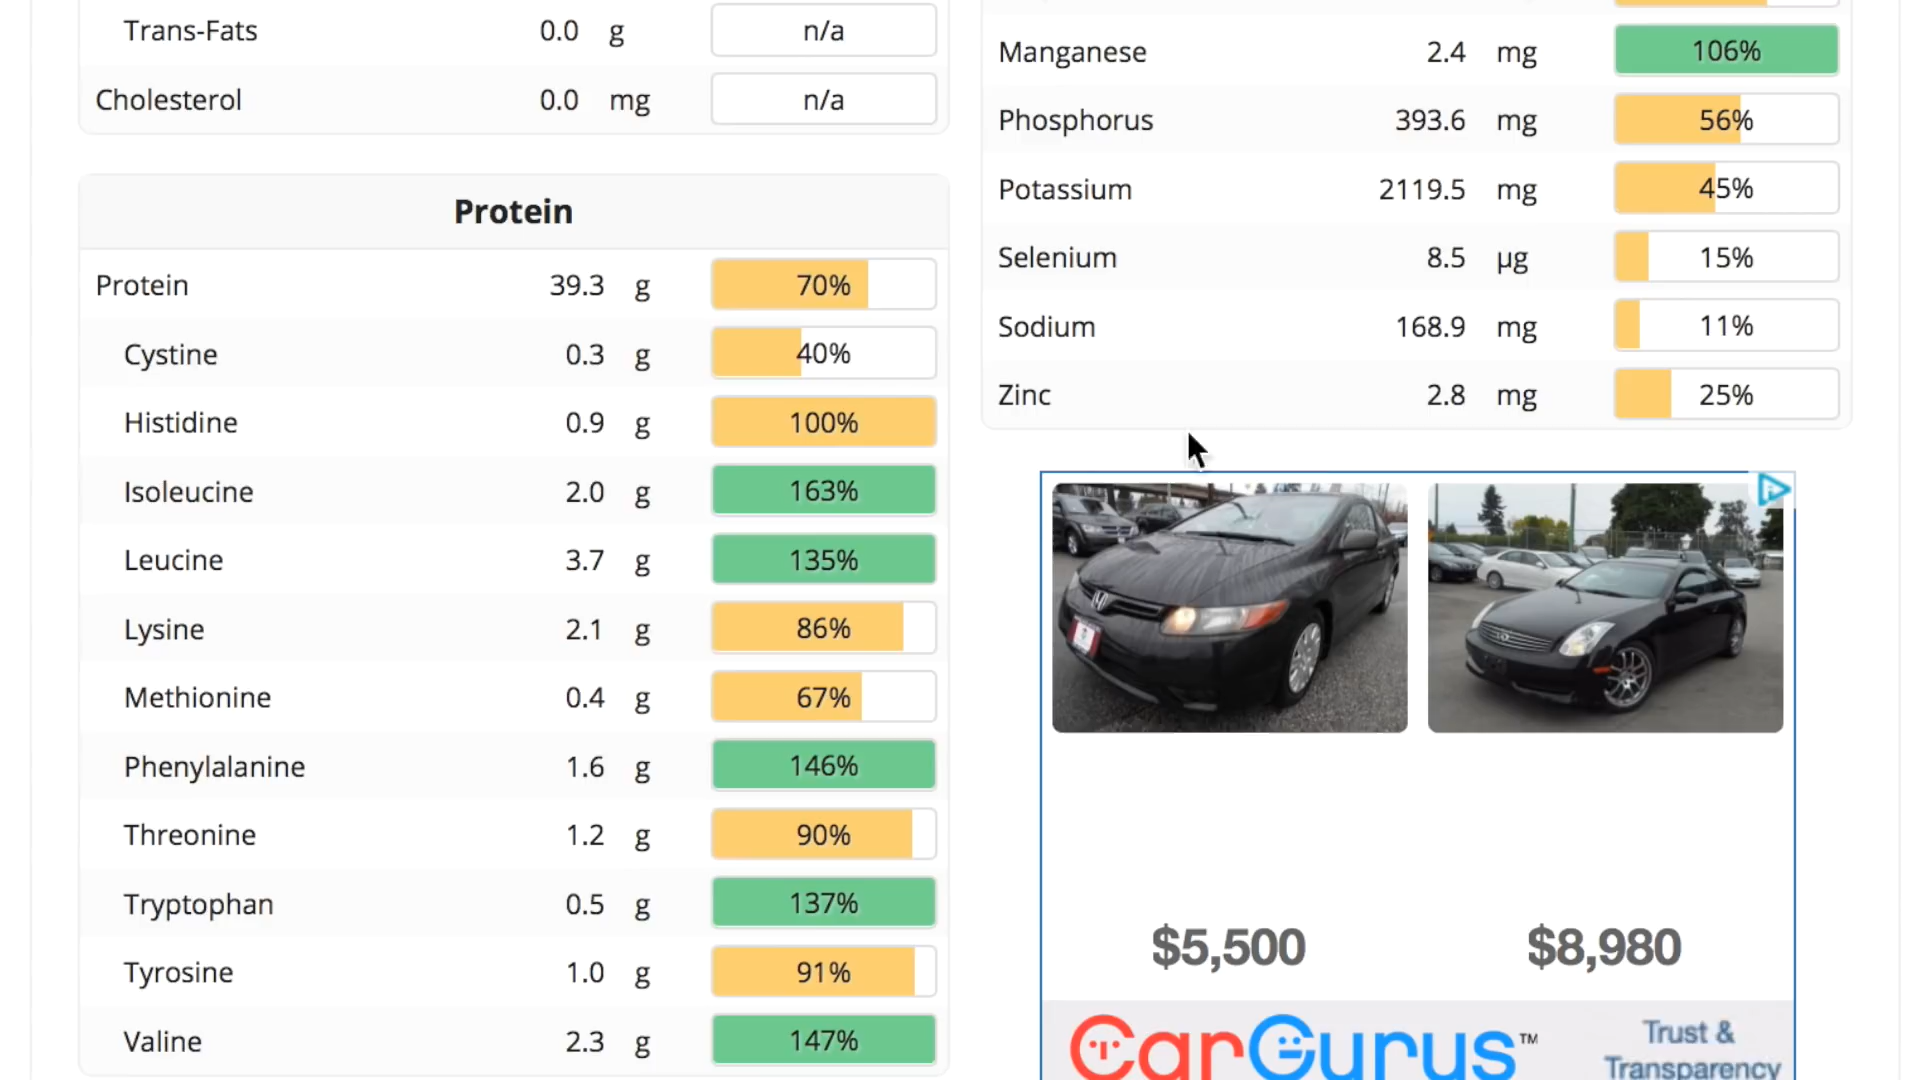 Trans-Fats 0.0 g n/a
Cholesterol 0.0 mg n/a
Protein
Protein 39.3 g 70%
Cystine 0.3 g 40%
Histidine 0.9 g 100%
Isoleucine 2.0 g 163%
Leucine 3.7 g 135%
Lysine 2.1 g 86%
Methionine 0.4 g 67%
Phenylalanine 1.6 g 146%
Threonine 1.2 g 90%
Tryptophan 0.5 g 137%
Tyrosine 1.0 g 91%
Valine 2.3 g 147%
Manganese 2.4 mg 106%
Phosphorus 393.6 mg 56%
Potassium 2119.5 mg 45%
Selenium 8.5 µg 15%
Sodium 168.9 mg 11%
Zinc 2.8 mg 25%
$5,500 $8,980
CarGurus™
Trust &
Transparency